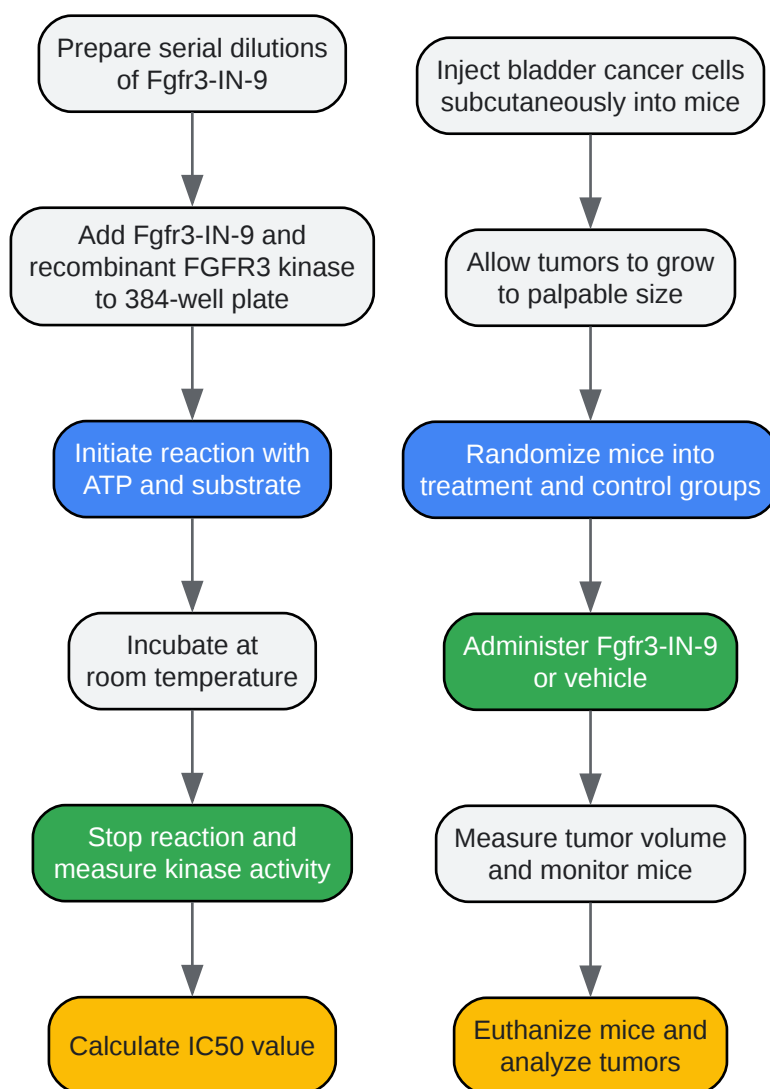 Prepare serial dilutions
of Fgfr3-IN-9
Add Fgfr3-IN-9 and
recombinant FGFR3 kinase
to 384-well plate
Initiate reaction with
ATP and substrate
Incubate at
room temperature
Stop reaction and
measure kinase activity
Calculate IC50 value
Inject bladder cancer cells
subcutaneously into mice
Allow tumors to grow
to palpable size
Randomize mice into
treatment and control groups
Administer Fgfr3-IN-9
or vehicle
Measure tumor volume
and monitor mice
Euthanize mice and
analyze tumors